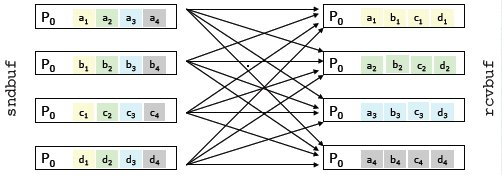 P0 a1 a2 a3 a4
P0 b1 b2 b3 b4
P0 c1 c2 c3 c4
P0 d1 d2 d3 d4
sndbuf
P0 a1 b1 c1 d1
P0 a2 b2 c2 d2
P0 a3 b3 c3 d3
P0 a4 b4 c4 d4
rcvbuf